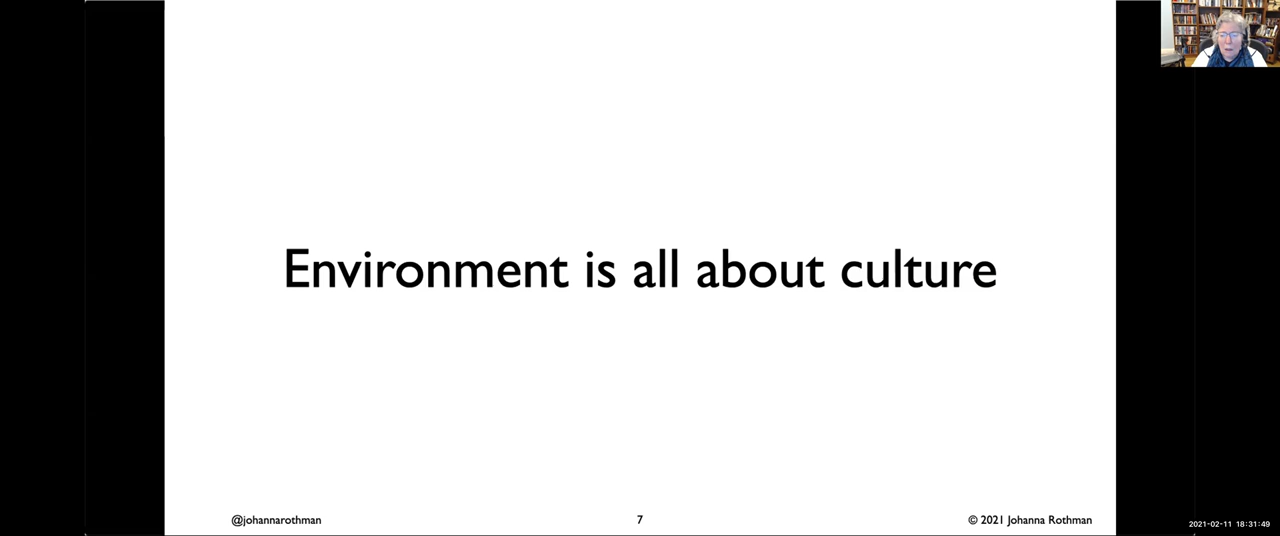 Environment is all about culture
@johannarothman
7
© 2021 Johanna Rothman
2021-02-11 18:31:49